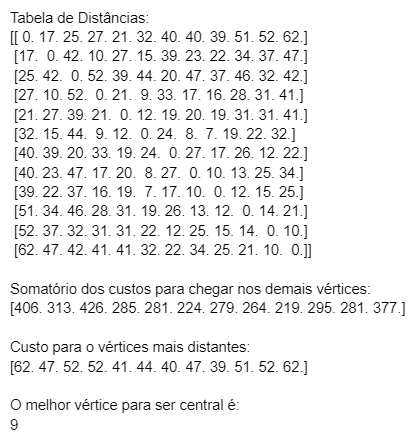 Tabela de Distâncias:
[[ 0. 17. 25. 27. 21. 32. 40. 40. 39. 51. 52. 62.]
[17. 0. 42. 10. 27. 15. 39. 23. 22. 34. 37. 47.]
[25. 42. 0. 52. 39. 44. 20. 47. 37. 46. 32. 42.]
[27. 10. 52. 0. 21. 9. 33. 17. 16. 28. 31. 41.]
[21. 27. 39. 21. 0. 12. 19. 20. 19. 31. 31. 41.]
[32. 15. 44. 9. 12. 0. 24. 8. 7. 19. 22. 32.]
[40. 39. 20. 33. 19. 24. 0. 27. 17. 26. 12. 22.]
[40. 23. 47. 17. 20. 8. 27. 0. 10. 13. 25. 34.]
[39. 22. 37. 16. 19. 7. 17. 10. 0. 12. 15. 25.]
[51. 34. 46. 28. 31. 19. 26. 13. 12. 0. 14. 21.]
[52. 37. 32. 31. 31. 22. 12. 25. 15. 14. 0. 10.]
[62. 47. 42. 41. 41. 32. 22. 34. 25. 21. 10. 0.]]
Somatório dos custos para chegar nos demais vértices:
[406. 313. 426. 285. 281. 224. 279. 264. 219. 295. 281. 377.]
Custo para o vértices mais distantes:
[62. 47. 52. 52. 41. 44. 40. 47. 39. 51. 52. 62.]
O melhor vértice para ser central é:
9